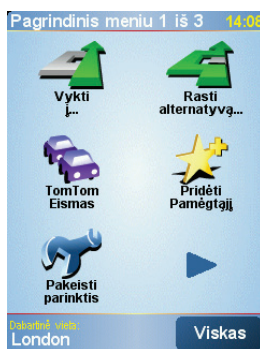 Pagrindinis meniu 1 iš 3 14:08
Vykti
į...
Rasti
alternatyvą...
TomTom
Eismas
Pridėti
Pamėgtąjį
Pakeisti
parinktis
Dabartinė vieta:
London
Viskas